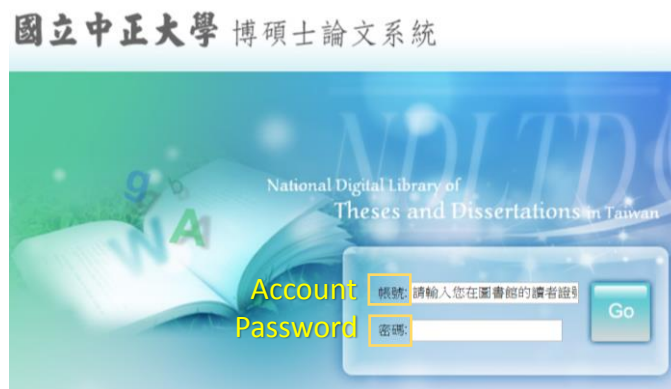 國立中正大學 博碩士論文系統
NDLTD
National Digital Library of
Theses and Dissertations in Taiwan
Account 帳號: 請輸入您在圖書館的讀者證號
Password 密碼:
Go
g
b
W
A